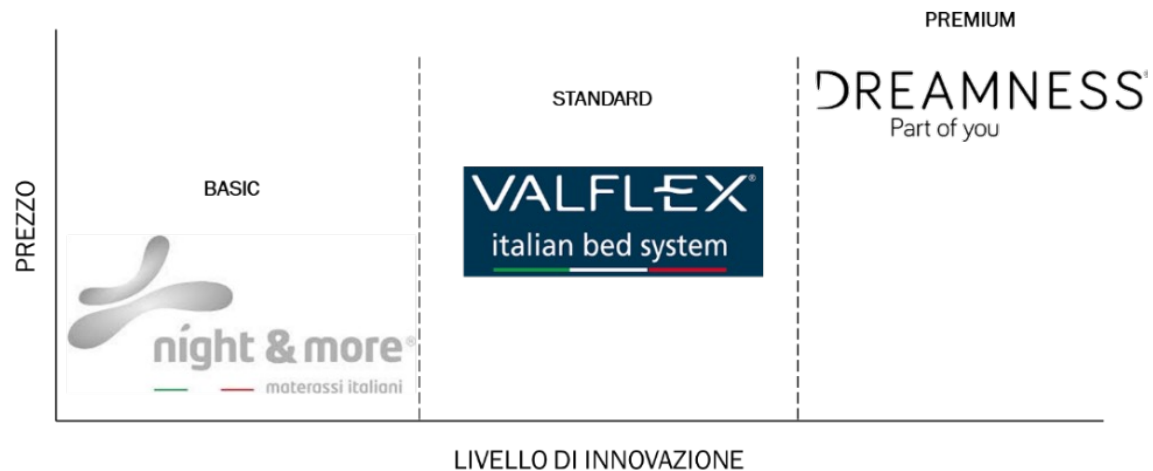 PREMIUM
DREAMNESS®
Part of you
STANDARD
VALFLEX®
italian bed system
BASIC
night & more®
materassi italiani
PREZZO
LIVELLO DI INNOVAZIONE